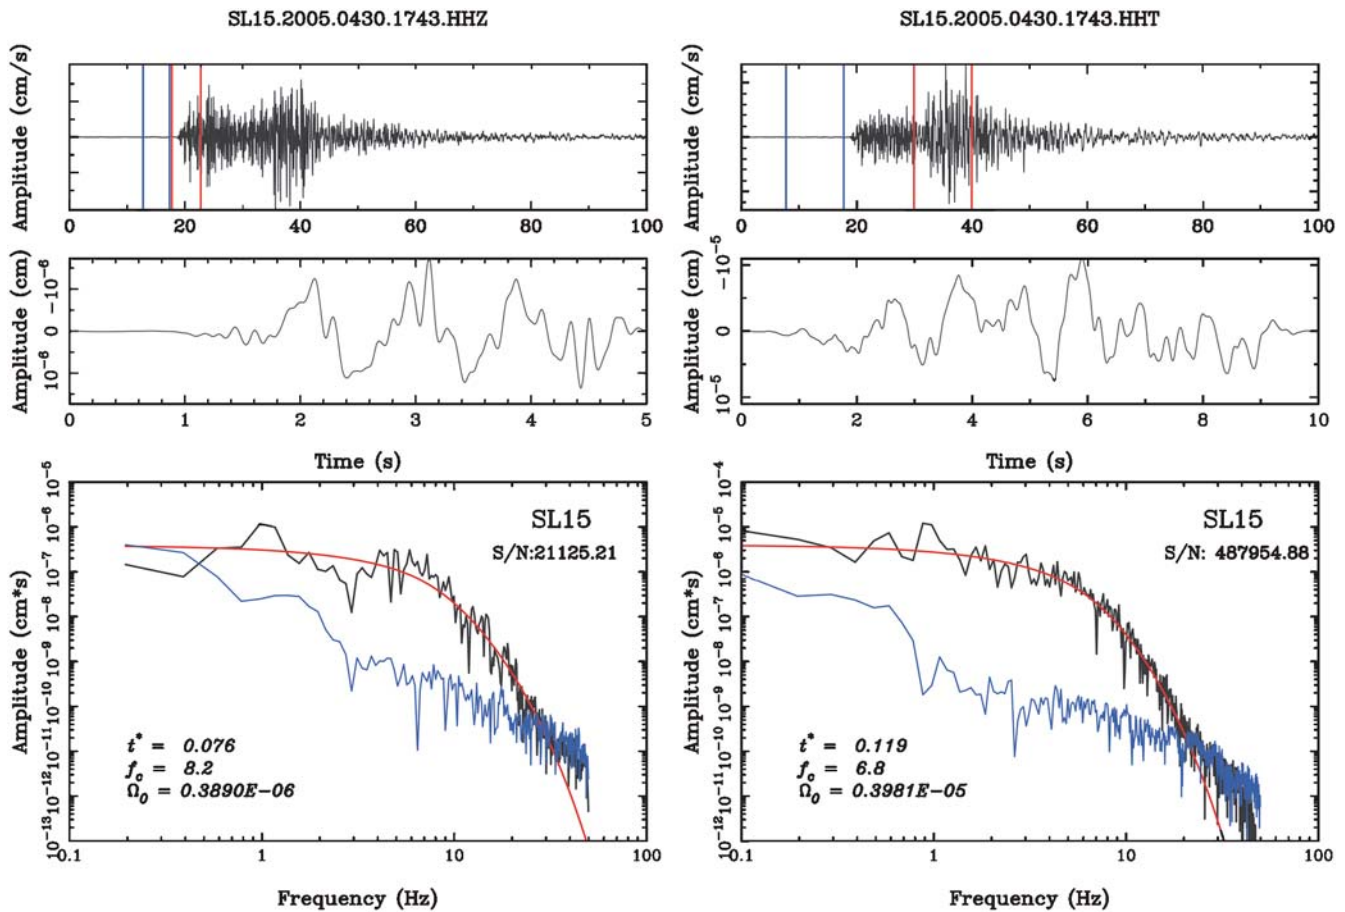 SL15.2005.0430.1743.HHZ
Amplitude (cm/s)
0 20 40 60 80 100
Amplitude (cm)
-10^-6
0
10^-6
0 1 2 3 4 5
Time (s)
Amplitude (cm*s)
10^-5
10^-6
10^-7
10^-8
10^-9
10^-10
10^-11
10^-12
10^-13
SL15
S/N:21125.21
t* = 0.076
f_c = 8.2
Ω_0 = 0.3890E-06
0.1 1 10 100
Frequency (Hz)
SL15.2005.0430.1743.HHT
Amplitude (cm/s)
0 20 40 60 80 100
Amplitude (cm)
-10^-5
0
10^-5
0 2 4 6 8 10
Time (s)
Amplitude (cm*s)
10^-4
10^-5
10^-6
10^-7
10^-8
10^-9
10^-10
10^-11
10^-12
SL15
S/N: 487954.88
t* = 0.119
f_c = 6.8
Ω_0 = 0.3981E-05
0.1 1 10 100
Frequency (Hz)